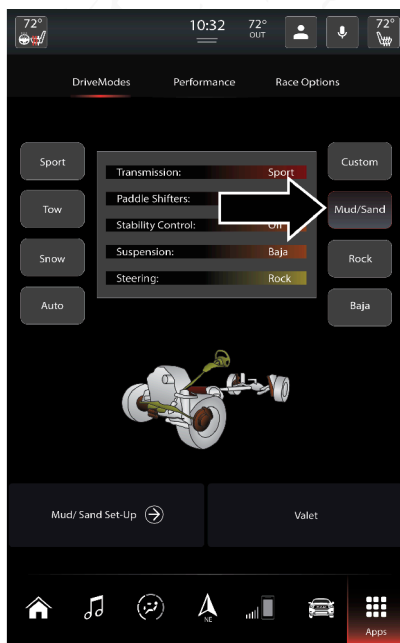 72°
10:32
72°
OUT
72°
DriveModes
Performance
Race Options
Sport
Tow
Snow
Auto
Transmission: Sport
Paddle Shifters:
Stability Control: Off
Suspension: Baja
Steering: Rock
Custom
Mud/Sand
Rock
Baja
Mud/ Sand Set-Up
Valet
NE
Apps